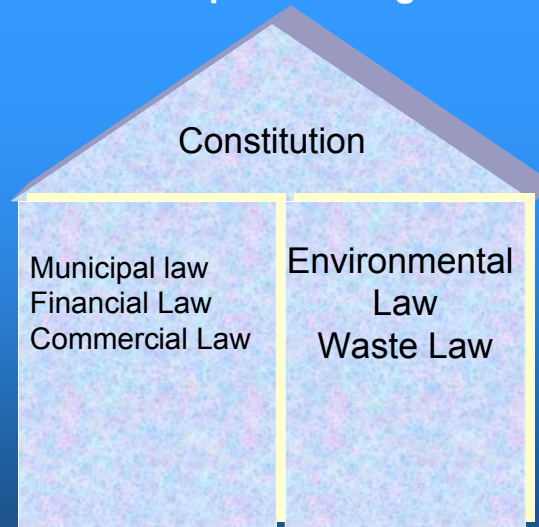 Constitution
Municipal law
Financial Law
Commercial Law
Environmental
Law
Waste Law